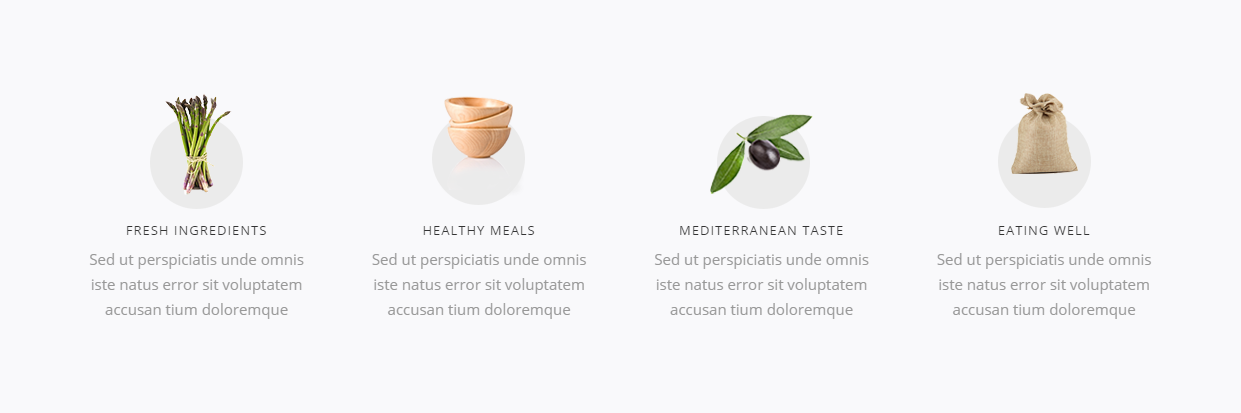 FRESH INGREDIENTS
Sed ut perspiciatis unde omnis
iste natus error sit voluptatem
accusan tium doloremque
HEALTHY MEALS
Sed ut perspiciatis unde omnis
iste natus error sit voluptatem
accusan tium doloremque
MEDITERRANEAN TASTE
Sed ut perspiciatis unde omnis
iste natus error sit voluptatem
accusan tium doloremque
EATING WELL
Sed ut perspiciatis unde omnis
iste natus error sit voluptatem
accusan tium doloremque